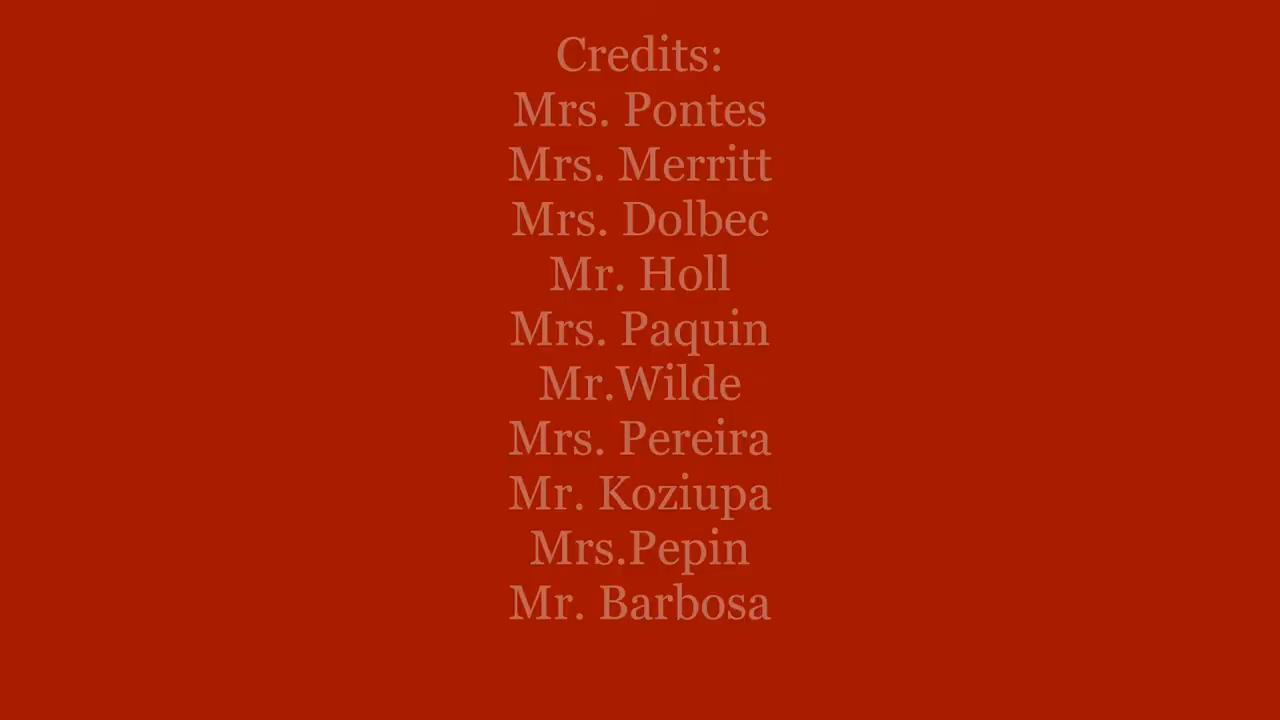 Credits:
Mrs. Pontes
Mrs. Merritt
Mrs. Dolbec
Mr. Holl
Mrs. Paquin
Mr.Wilde
Mrs. Pereira
Mr. Koziupa
Mrs.Pepin
Mr. Barbosa